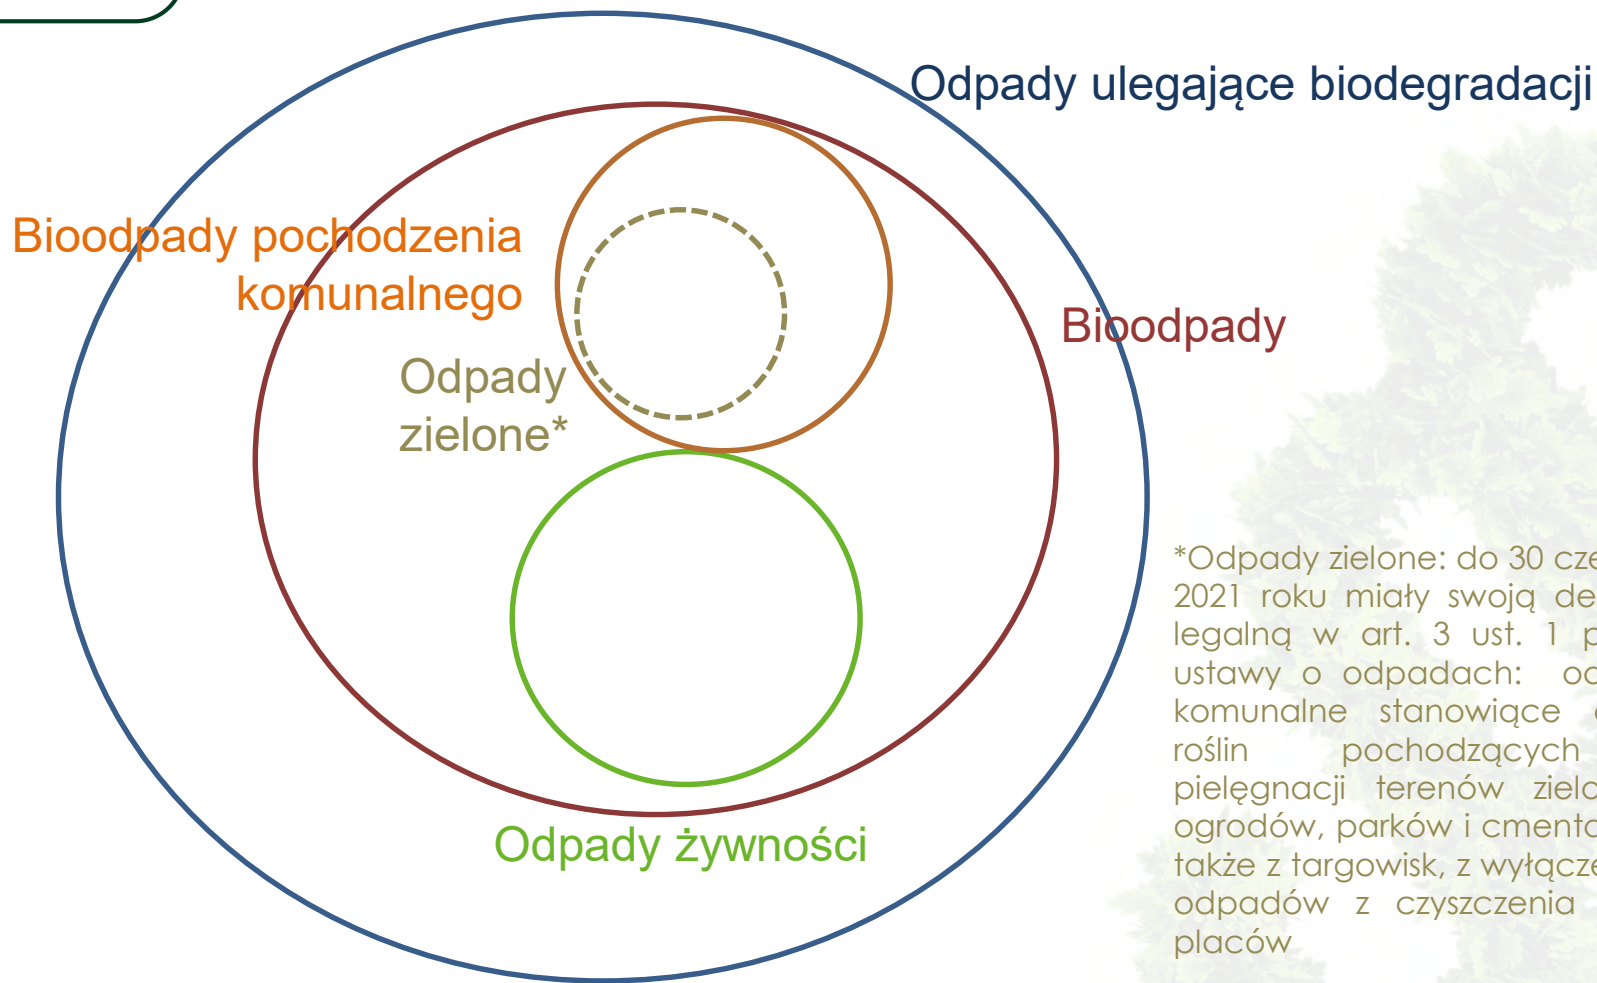 Odpady ulegające biodegradacji
Bioodpady pochodzenia
komunalnego
Bioodpady
Odpady
zielone*
Odpady żywności
*Odpady zielone: do 30
2021 roku miały swoją
legalną w art. 3 ust. 1
ustawy o odpadach:
komunalne stanowiące
roślin pochodzących
pielęgnacji terenów
ogrodów, parków i
także z targowisk, z
odpadów z czyszczenia
placów